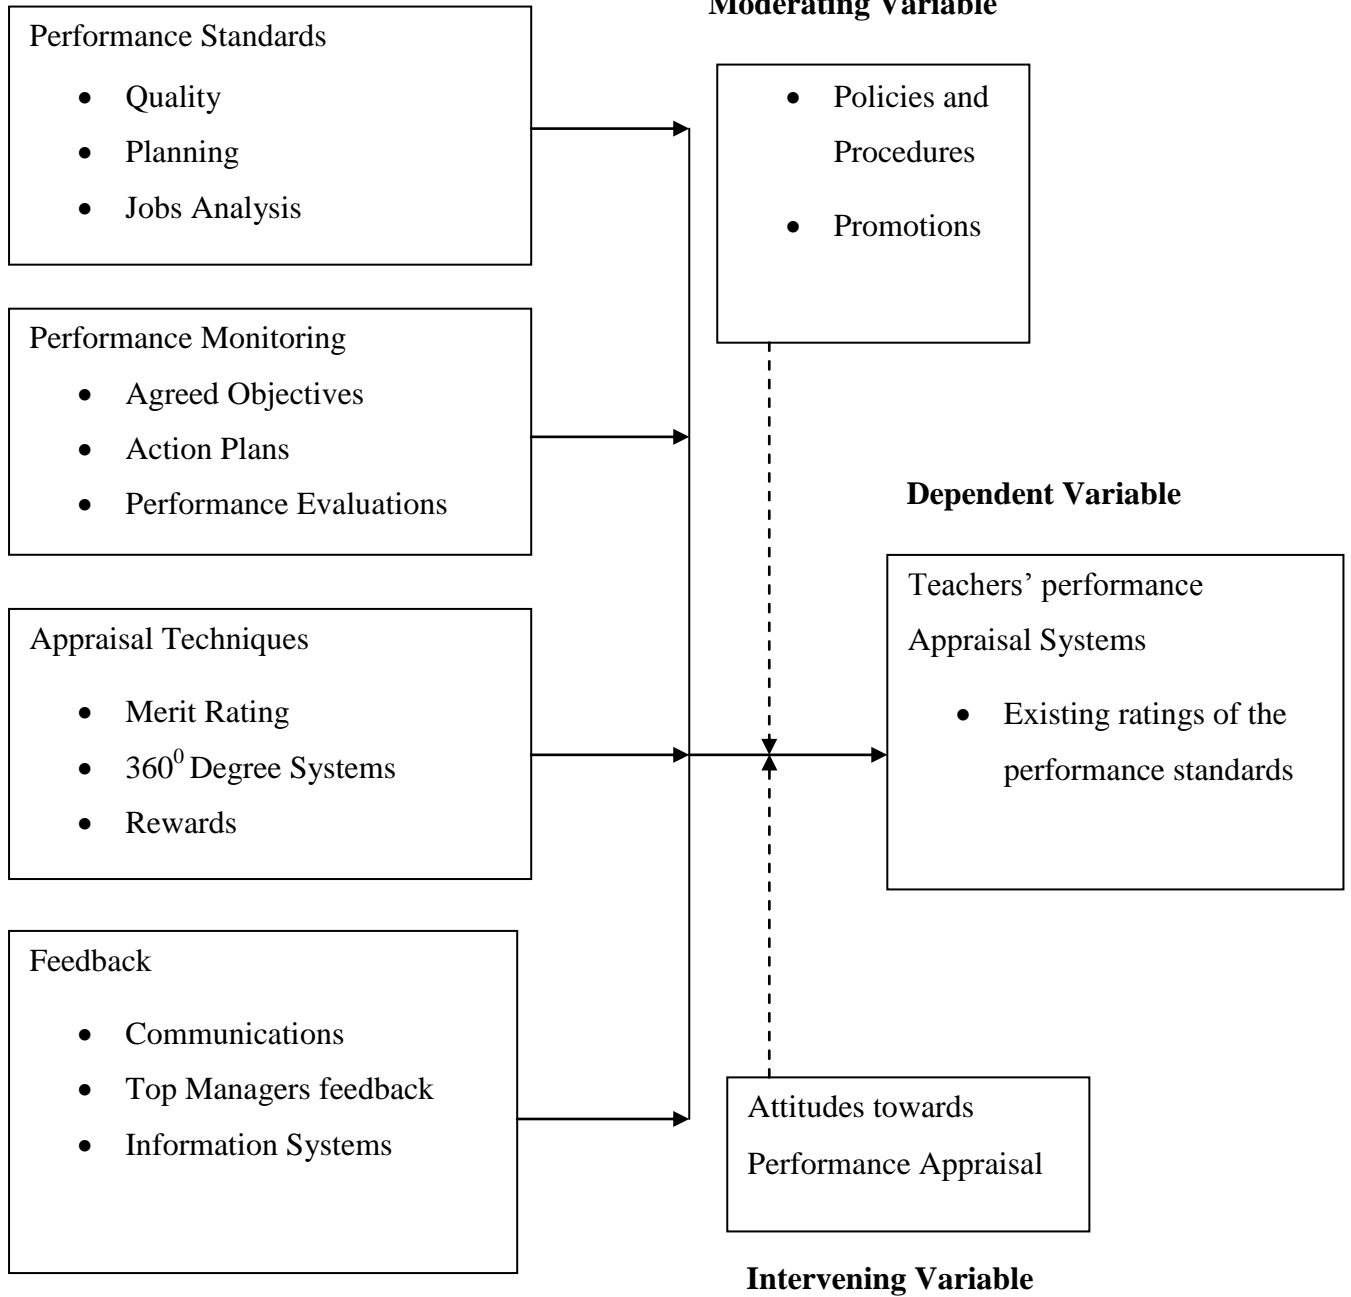 Moderating Variable
Performance Standards
• Quality
• Planning
• Jobs Analysis
• Policies and
Procedures
• Promotions
Performance Monitoring
• Agreed Objectives
• Action Plans
• Performance Evaluations
Dependent Variable
Teachers’ performance
Appraisal Systems
• Existing ratings of the
performance standards
Appraisal Techniques
• Merit Rating
• 360⁰ Degree Systems
• Rewards
Feedback
• Communications
• Top Managers feedback
• Information Systems
Attitudes towards
Performance Appraisal
Intervening Variable